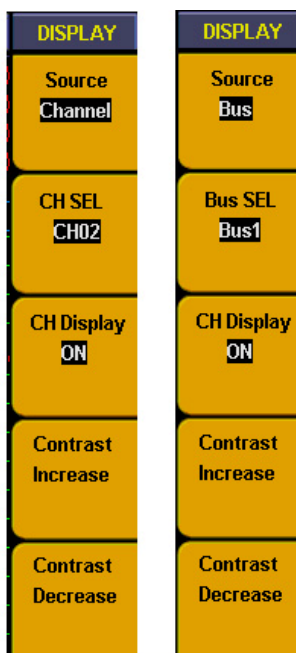 DISPLAY
Source
Channel
CH SEL
CH02
CH Display
ON
Contrast
Increase
Contrast
Decrease
DISPLAY
Source
Bus
Bus SEL
Bus1
CH Display
ON
Contrast
Increase
Contrast
Decrease